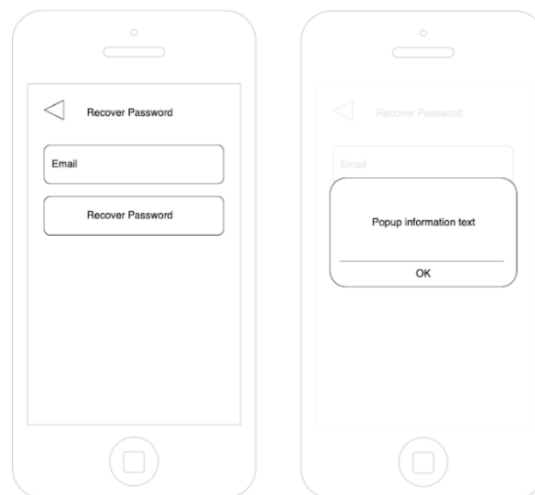 Recover Password
Email
Recover Password
Recover Password
Email
Popup information text
OK